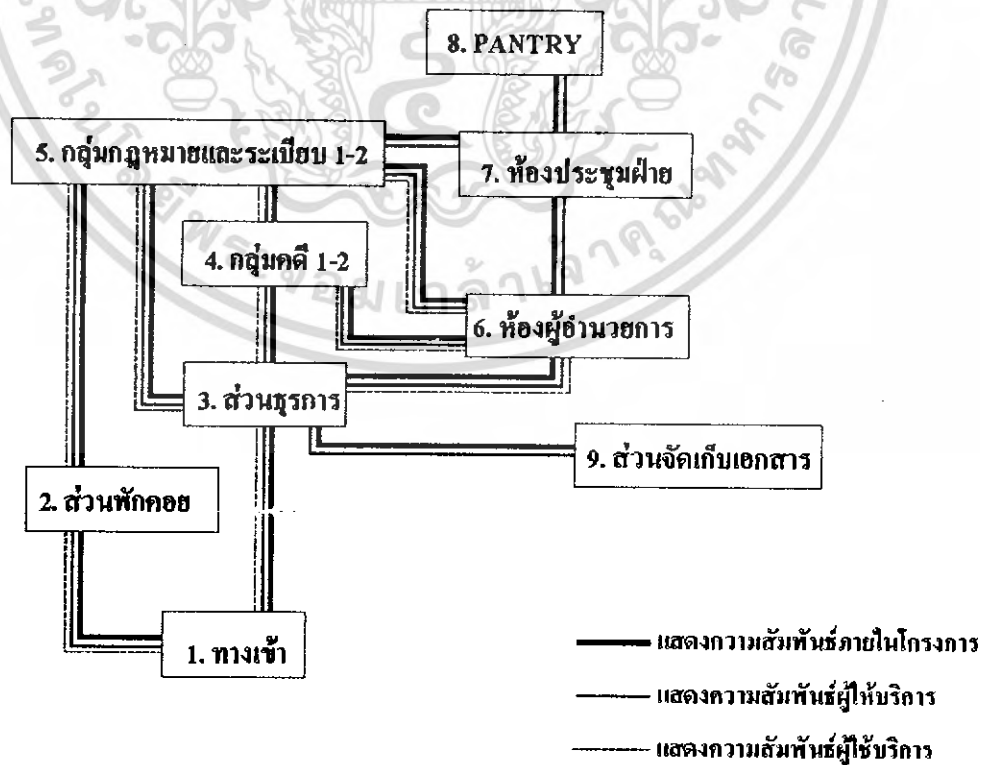 8. PANTRY
5. กลุ่มกฎหมายและระเบียบ 1-2
7. ห้องประชุมฝ่าย
4. กลุ่มคดี 1-2
6. ห้องผู้อำนวยการ
3. ส่วนธุรการ
9. ส่วนจัดเก็บเอกสาร
2. ส่วนพักคอย
1. ทางเข้า
แสดงความสัมพันธ์ภายในโครงการ
แสดงความสัมพันธ์ผู้ให้บริการ
แสดงความสัมพันธ์ผู้ใช้บริการ